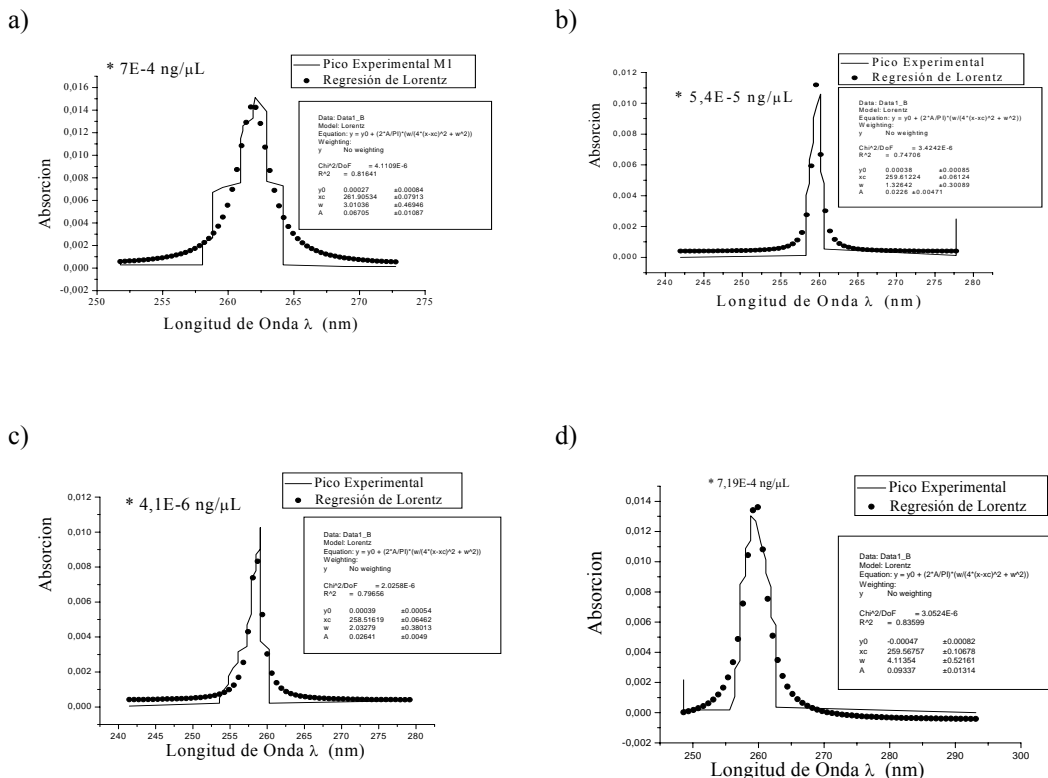 a)
* 7E-4 ng/µL
Pico Experimental M1
Regresión de Lorentz
Data: Data1_B
Model: Lorentz
Equation: y = y0 + (2*A/PI)*(w/(4*(x-xc)^2 + w^2))
Weighting:
y No weighting
Chi^2/DoF = 4.1109E-6
R^2 = 0.81641
y0 0.00027 ±0.00084
xc 261.90534 ±0.07913
w 3.01036 ±0.46946
A 0.06705 ±0.01087
Absorcion
0,016
0,014
0,012
0,010
0,008
0,006
0,004
0,002
0,000
-0,002
250 255 260 265 270 275
Longitud de Onda λ (nm)
b)
* 5,4E-5 ng/µL
Pico Experimental
Regresión de Lorentz
Data: Data1_B
Model: Lorentz
Equation: y = y0 + (2*A/PI)*(w/(4*(x-xc)^2 + w^2))
Weighting:
y No weighting
Chi^2/DoF = 3.4242E-6
R^2 = 0.74706
y0 0.00038 ±0.00085
xc 259.61224 ±0.06124
w 1.32642 ±0.30089
A 0.0226 ±0.00471
Absorcion
0,012
0,010
0,008
0,006
0,004
0,002
0,000
240 245 250 255 260 265 270 275 280
Longitud de Onda λ (nm)
c)
* 4,1E-6 ng/µL
Pico Experimental
Regresión de Lorentz
Data: Data1_B
Model: Lorentz
Equation: y = y0 + (2*A/PI)*(w/(4*(x-xc)^2 + w^2))
Weighting:
y No weighting
Chi^2/DoF = 2.0258E-6
R^2 = 0.79656
y0 0.00039 ±0.00054
xc 258.51619 ±0.06462
w 2.03279 ±0.38013
A 0.02641 ±0.0049
Absorcion
0,012
0,010
0,008
0,006
0,004
0,002
0,000
240 245 250 255 260 265 270 275 280
Longitud de Onda λ (nm)
d)
* 7,19E-4 ng/µL
Pico Experimental
Regresión de Lorentz
Data: Data1_B
Model: Lorentz
Equation: y = y0 + (2*A/PI)*(w/(4*(x-xc)^2 + w^2))
Weighting:
y No weighting
Chi^2/DoF = 3.0524E-6
R^2 = 0.83599
y0 -0.00047 ±0.00082
xc 259.56757 ±0.10678
w 4.11354 ±0.52161
A 0.09337 ±0.01314
Absorcion
0,014
0,012
0,010
0,008
0,006
0,004
0,002
0,000
-0,002
250 260 270 280 290 300
Longitud de Onda λ (nm)